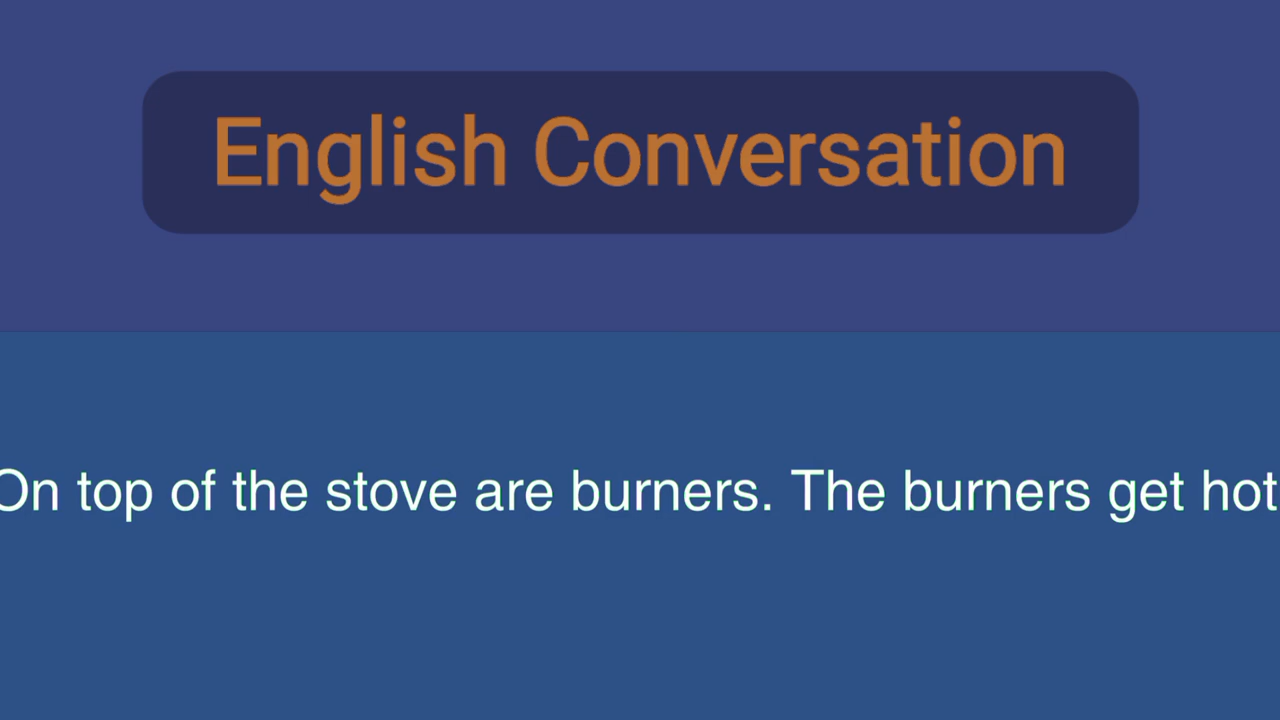 English Conversation
On top of the stove are burners. The burners get hot